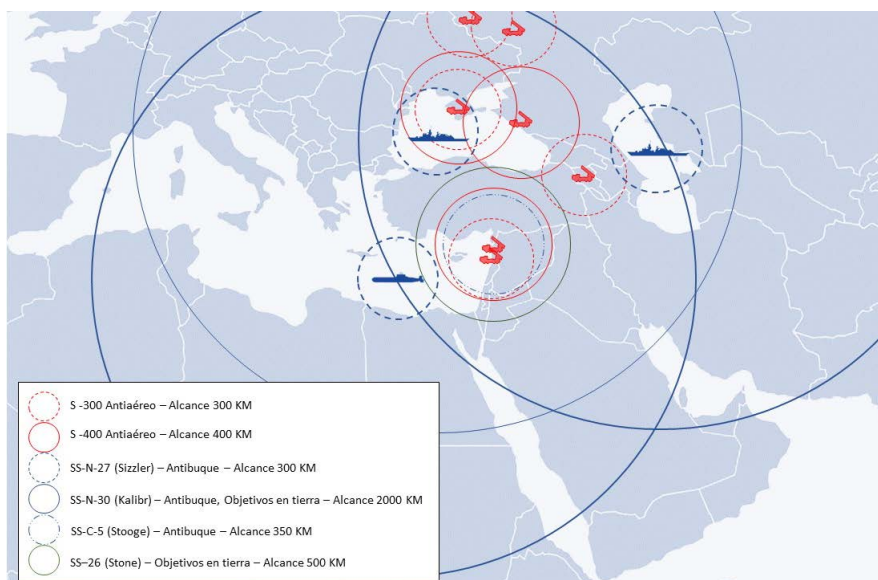 S -300 Antiaéreo – Alcance 300 KM
S -400 Antiaéreo – Alcance 400 KM
SS-N-27 (Sizzler) – Antibuque – Alcance 300 KM
SS-N-30 (Kalibr) – Antibuque, Objetivos en tierra – Alcance 2000 KM
SS-C-5 (Stooge) – Antibuque – Alcance 350 KM
SS–26 (Stone) – Objetivos en tierra – Alcance 500 KM